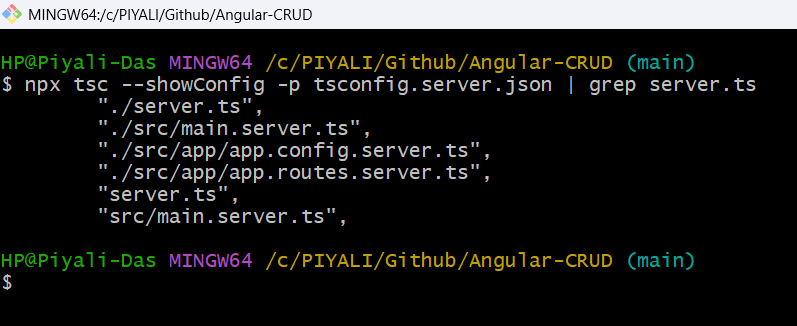 MINGW64:/c/PIYALI/Github/Angular-CRUD
HP@Piyali-Das MINGW64 /c/PIYALI/Github/Angular-CRUD (main)
$ npx tsc --showConfig -p tsconfig.server.json | grep server.ts
"./server.ts",
"./src/main.server.ts",
"./src/app/app.config.server.ts",
"./src/app/app.routes.server.ts",
"server.ts",
"src/main.server.ts",
HP@Piyali-Das MINGW64 /c/PIYALI/Github/Angular-CRUD (main)
$